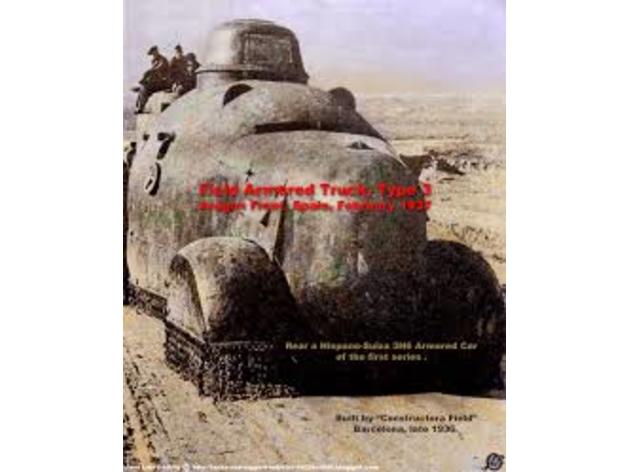 Field Armored Truck, Type 3
Aragon Front, Spain, February 1937
Rear a Hispano-Suiza 3H6 Armored Car
of the first series .
Built by "Constructora Field"
Barcelona, late 1936.